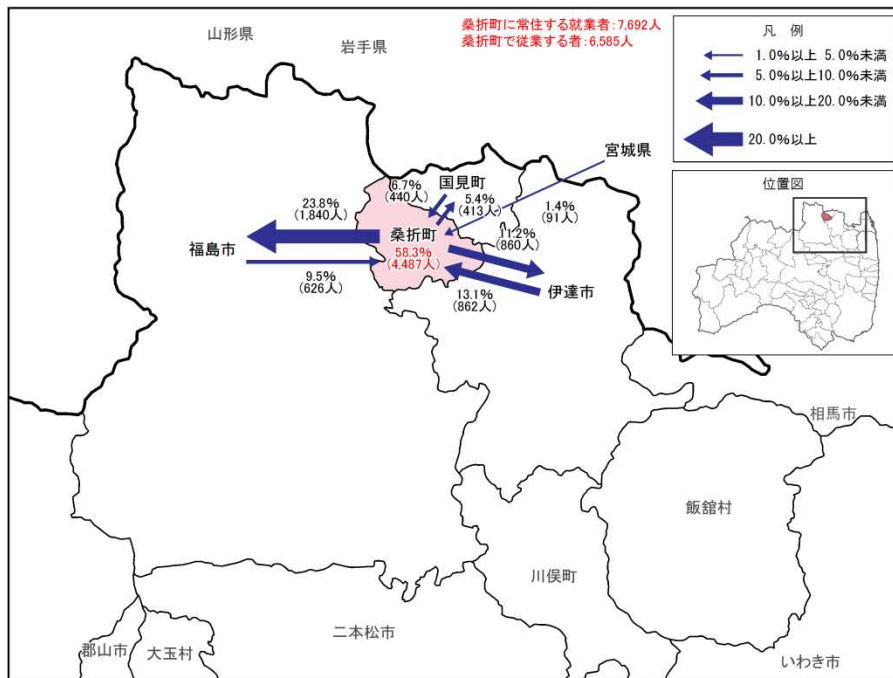 桑折町に常住する就業者：7,692人
桑折町で従業する者：6,585人
凡　例
1.0％以上 5.0％未満
5.0％以上10.0％未満
10.0％以上20.0％未満
20.0％以上
位置図
山形県
岩手県
宮城県
国見町
6.7%
(440人)
5.4%
(413人)
1.4%
(91人)
23.8%
(1,840人)
桑折町
58.3%
(4,487人)
11.2%
(860人)
福島市
9.5%
(626人)
13.1%
(862人)
伊達市
相馬市
飯舘村
川俣町
二本松市
郡山市
大玉村
いわき市